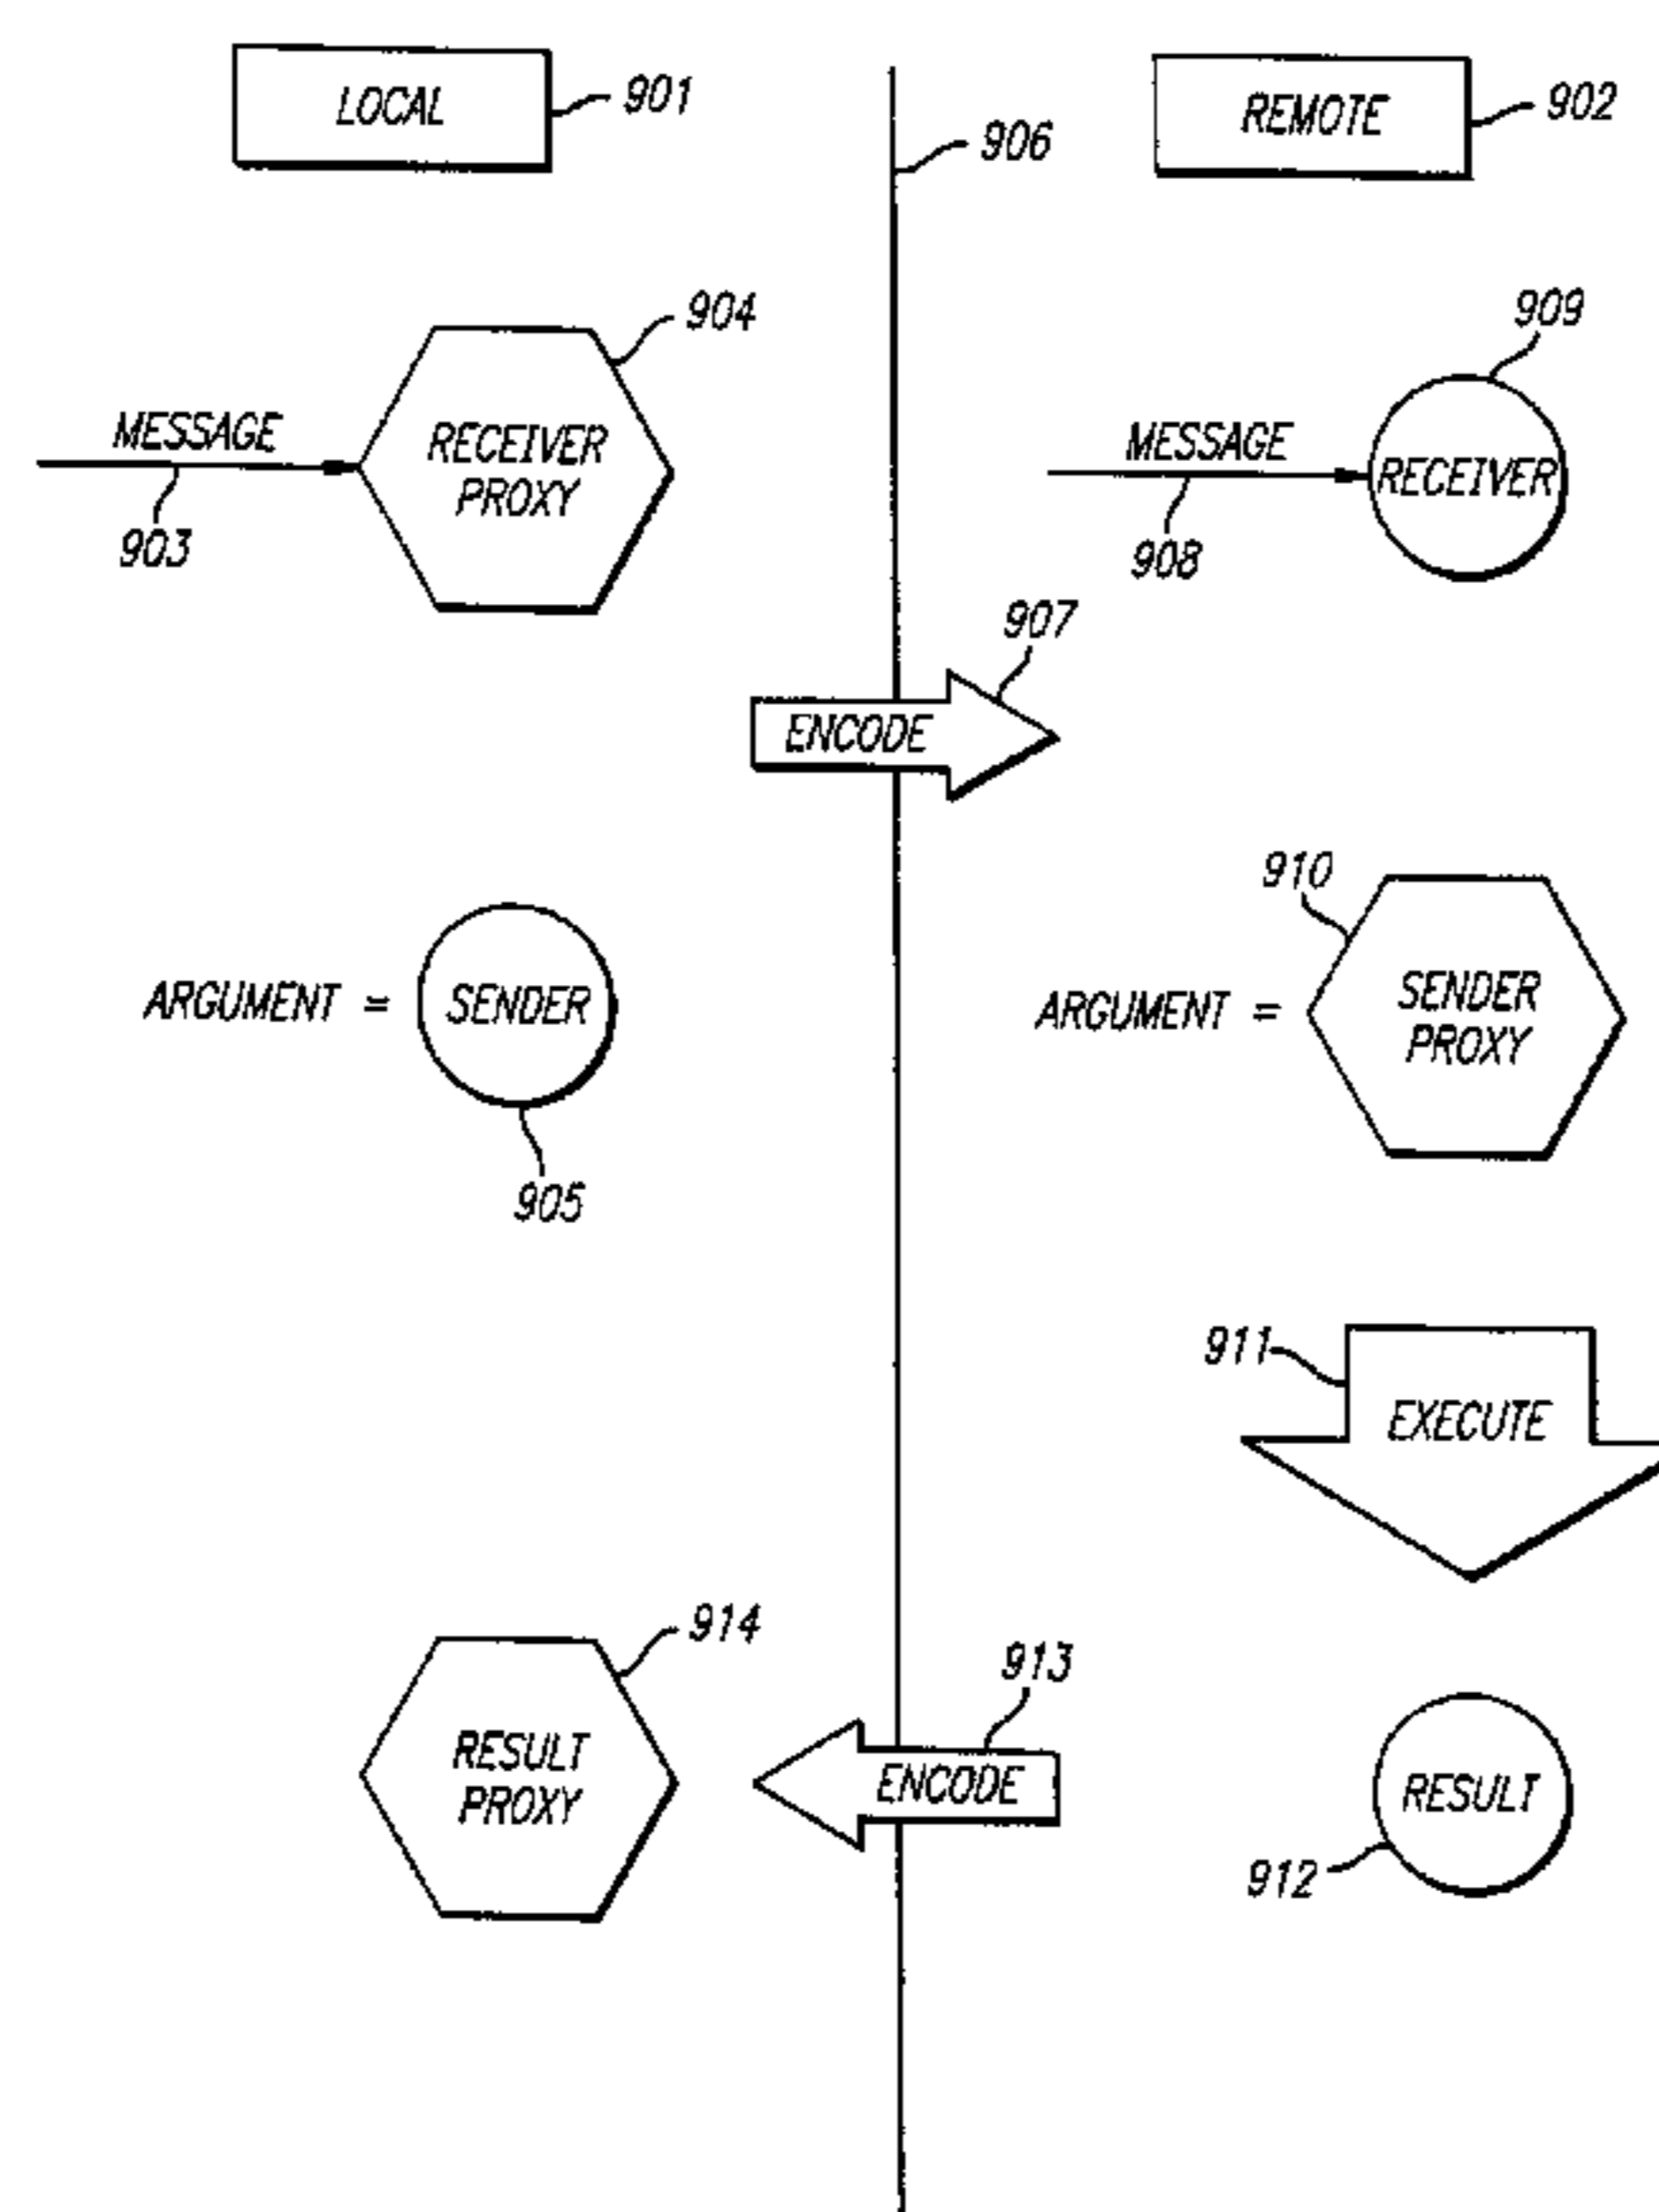 LOCAL
901
906
REMOTE
902
904
909
MESSAGE
RECEIVER
PROXY
903
MESSAGE
RECEIVER
908
907
ENCODE
910
ARGUMENT =
SENDER
905
ARGUMENT =
SENDER
PROXY
911
EXECUTE
914
913
RESULT
PROXY
ENCODE
RESULT
912